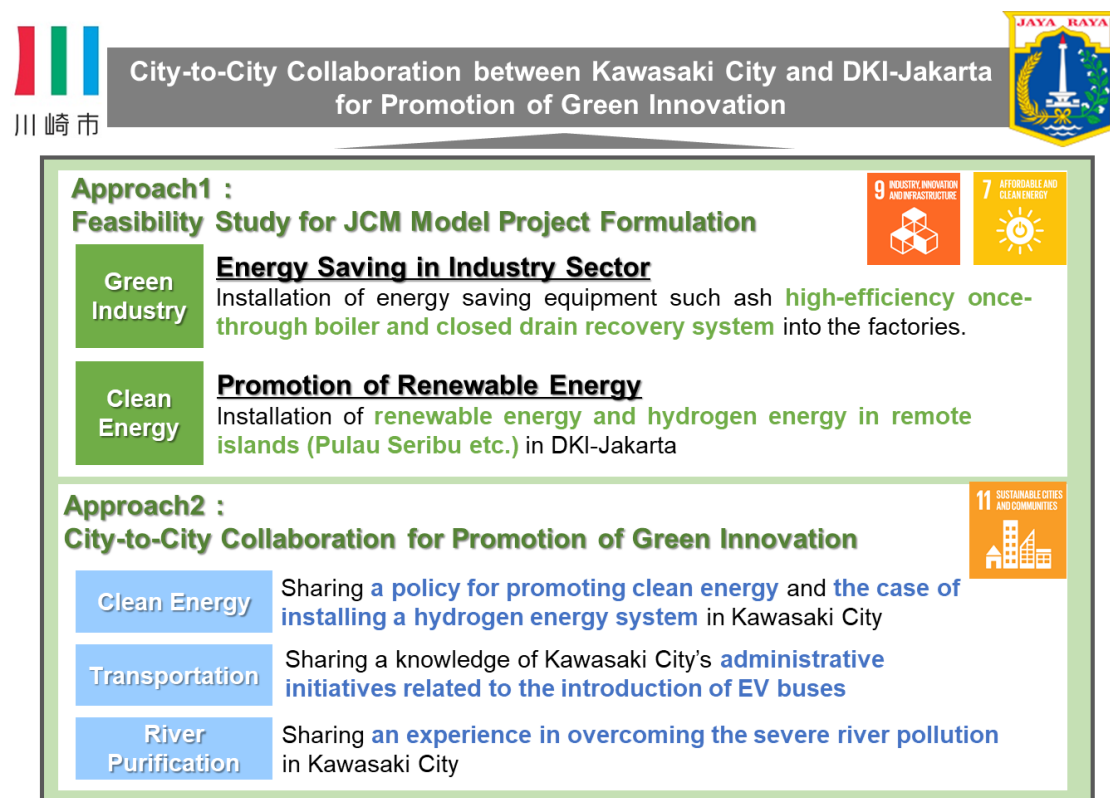 川崎市
JAYA RAYA
City-to-City Collaboration between Kawasaki City and DKI-Jakarta
for Promotion of Green Innovation
Approach1 :
Feasibility Study for JCM Model Project Formulation
9 INDUSTRY, INNOVATION
AND INFRASTRUCTURE
7 AFFORDABLE AND
CLEAN ENERGY
Green
Industry
Energy Saving in Industry Sector
Installation of energy saving equipment such ash high-efficiency once-
through boiler and closed drain recovery system into the factories.
Clean
Energy
Promotion of Renewable Energy
Installation of renewable energy and hydrogen energy in remote
islands (Pulau Seribu etc.) in DKI-Jakarta
Approach2 :
City-to-City Collaboration for Promotion of Green Innovation
11 SUSTAINABLE CITIES
AND COMMUNITIES
Clean Energy
Sharing a policy for promoting clean energy and the case of
installing a hydrogen energy system in Kawasaki City
Transportation
Sharing a knowledge of Kawasaki City's administrative
initiatives related to the introduction of EV buses
River
Purification
Sharing an experience in overcoming the severe river pollution
in Kawasaki City